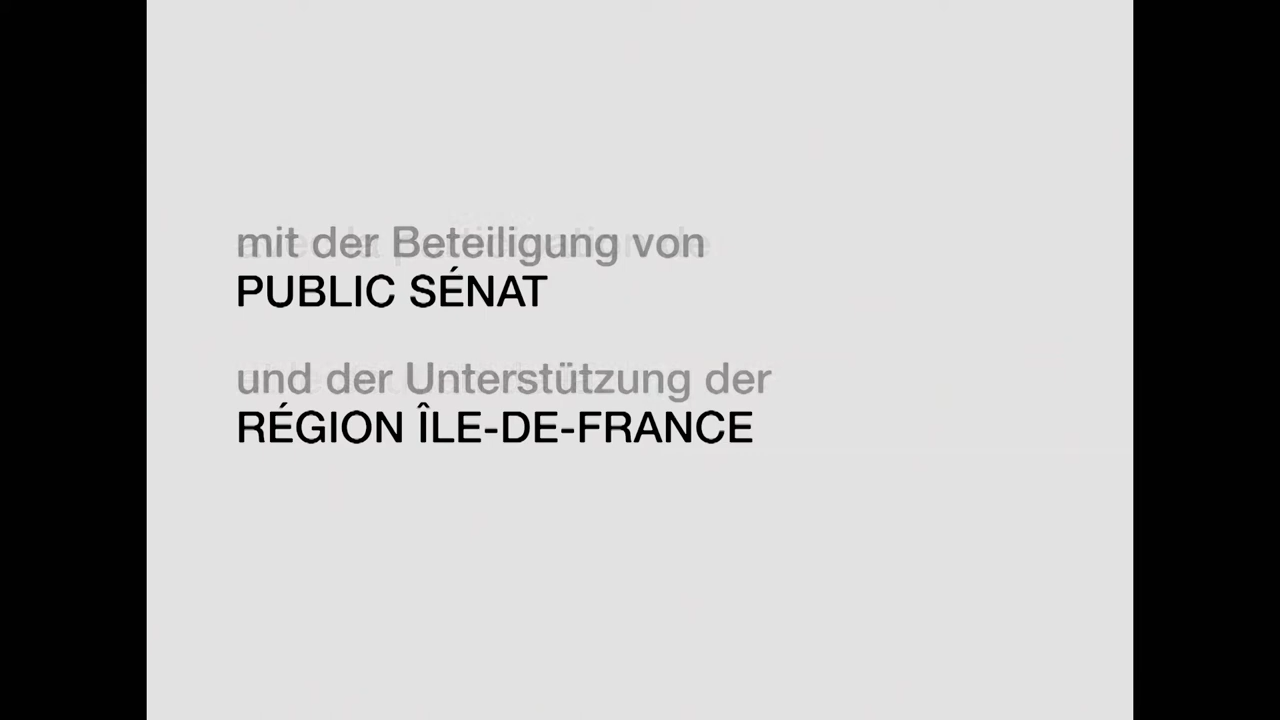 mit der Beteiligung von
PUBLIC SÉNAT
und der Unterstützung der
RÉGION ÎLE-DE-FRANCE